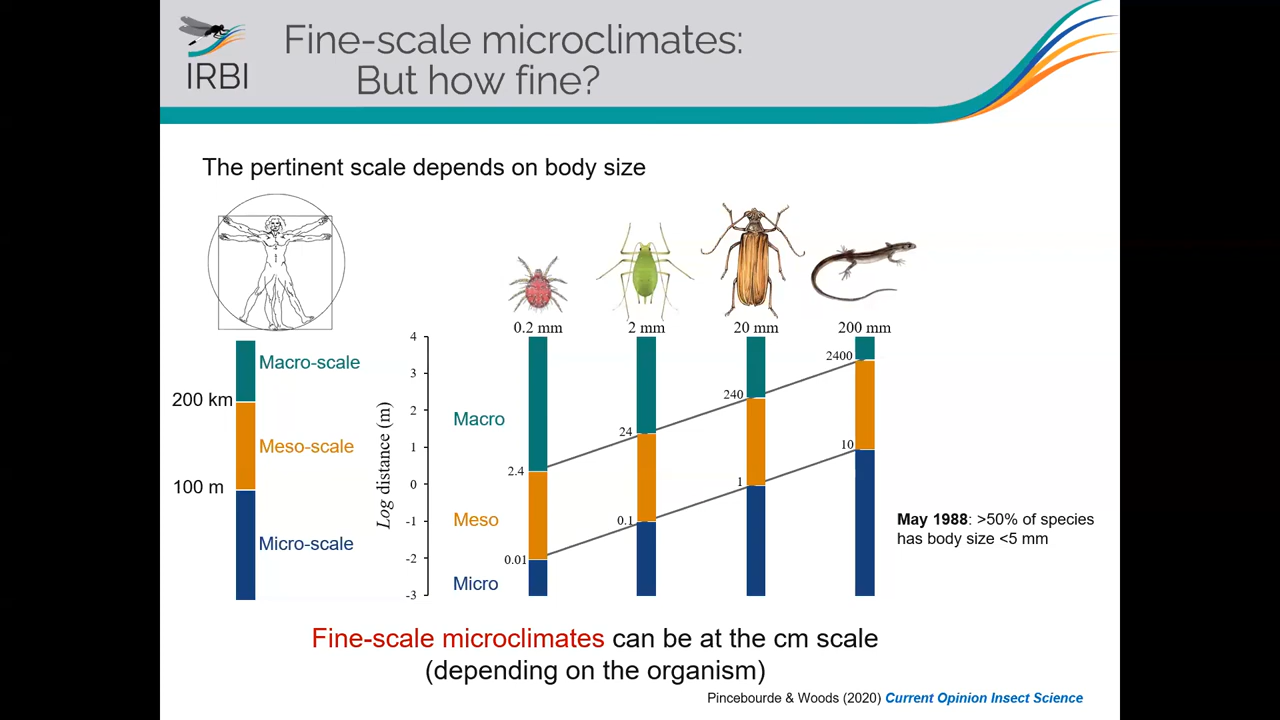 IRBI
Fine-scale microclimates:
But how fine?
The pertinent scale depends on body size
Macro-scale
200 km
Meso-scale
100 m
Micro-scale
Log distance (m)
4
3
2
1
0
-1
-2
-3
Macro
Meso
Micro
0.2 mm
2 mm
20 mm
200 mm
2.4
0.01
24
0.1
240
1
2400
10
May 1988: >50% of species
has body size <5 mm
Fine-scale microclimates can be at the cm scale
(depending on the organism)
Pincebourde & Woods (2020) Current Opinion Insect Science